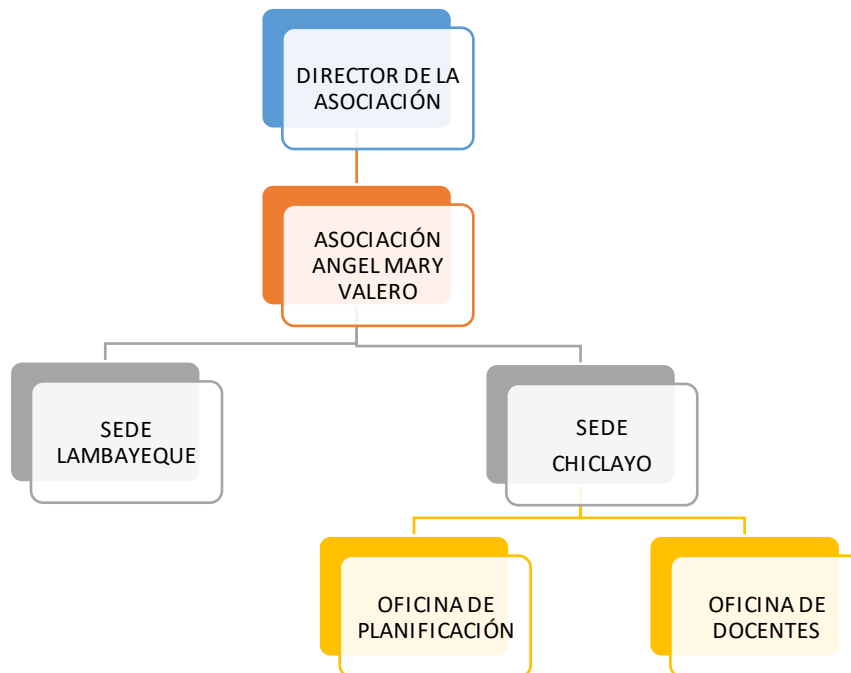 DIRECTOR DE LA
ASOCIACIÓN
ASOCIACIÓN
ANGEL MARY
VALERO
SEDE
LAMBAYEQUE
SEDE
CHICLAYO
OFICINA DE
PLANIFICACIÓN
OFICINA DE
DOCENTES